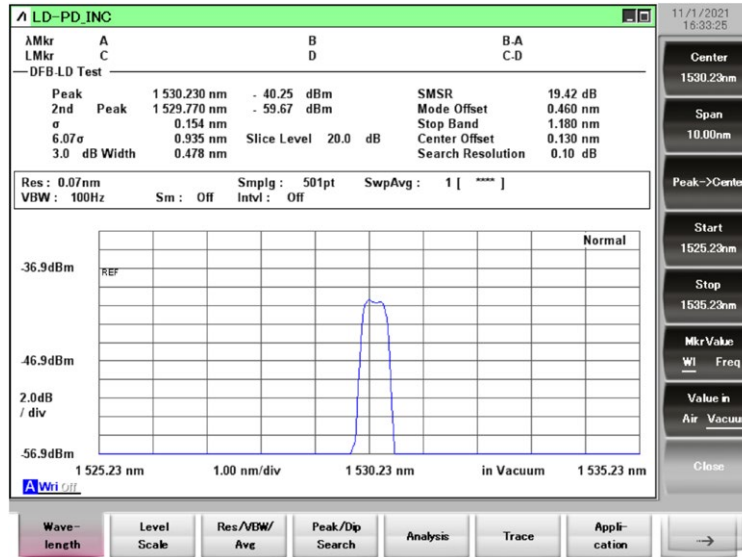 LD-PD_INC
11/1/2021
16:33:25
λMkr A B B-A
LMkr C D C-D
DFB-LD Test
Peak 1 530.230 nm - 40.25 dBm SMSR 19.42 dB
2nd Peak 1 529.770 nm - 59.67 dBm Mode Offset 0.460 nm
σ 0.154 nm Stop Band 1.180 nm
6.07σ 0.935 nm Slice Level 20.0 dB Center Offset 0.130 nm
3.0 dB Width 0.478 nm Search Resolution 0.10 dB
Res : 0.07nm Smplg : 501pt SwpAvg : 1 [ **** ]
VBW : 100Hz Sm : Off Intvl : Off
Normal
-36.9dBm
REF
-46.9dBm
2.0dB
/ div
-56.9dBm
1 525.23 nm 1.00 nm/div 1 530.23 nm in Vacuum 1 535.23 nm
A Wri Off
Center
1530.23nm
Span
10.00nm
Peak->Cente
Start
1525.23nm
Stop
1535.23nm
Mkr Value
Wl Freq
Value in
Air Vacuu
Close
Wave-
length
Level
Scale
Res/VBW/
Avg
Peak/Dip
Search
Analysis
Trace
Appli-
cation
→